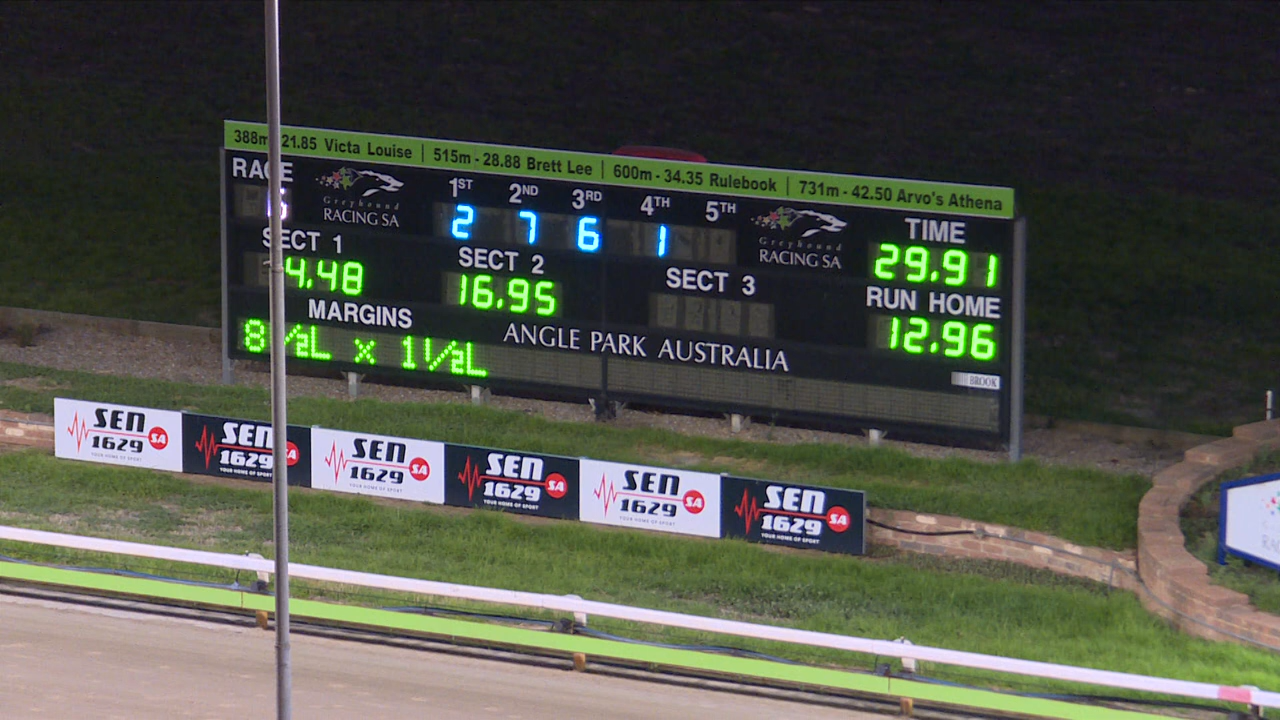 388m 21.85 Victa Louise | 515m - 28.88 Brett Lee | 600m - 34.35 Rulebook | 731m - 42.50 Arvo's Athena
RACE
Greyhound
RACING SA
1ST 2ND 3RD 4TH 5TH
2 7 6 1
Greyhound
RACING SA
TIME
29.91
SECT 1
4.48
SECT 2
16.95
SECT 3
RUN HOME
12.96
MARGINS
8½L x 1½L
ANGLE PARK AUSTRALIA
BROOK
SEN
1629 SA
YOUR HOME OF SPORT
SEN
1629 SA
YOUR HOME OF SPORT
SEN
1629 SA
YOUR HOME OF SPORT
SEN
1629 SA
YOUR HOME OF SPORT
SEN
1629 SA
YOUR HOME OF SPORT
SEN
1629 SA
YOUR HOME OF SPORT